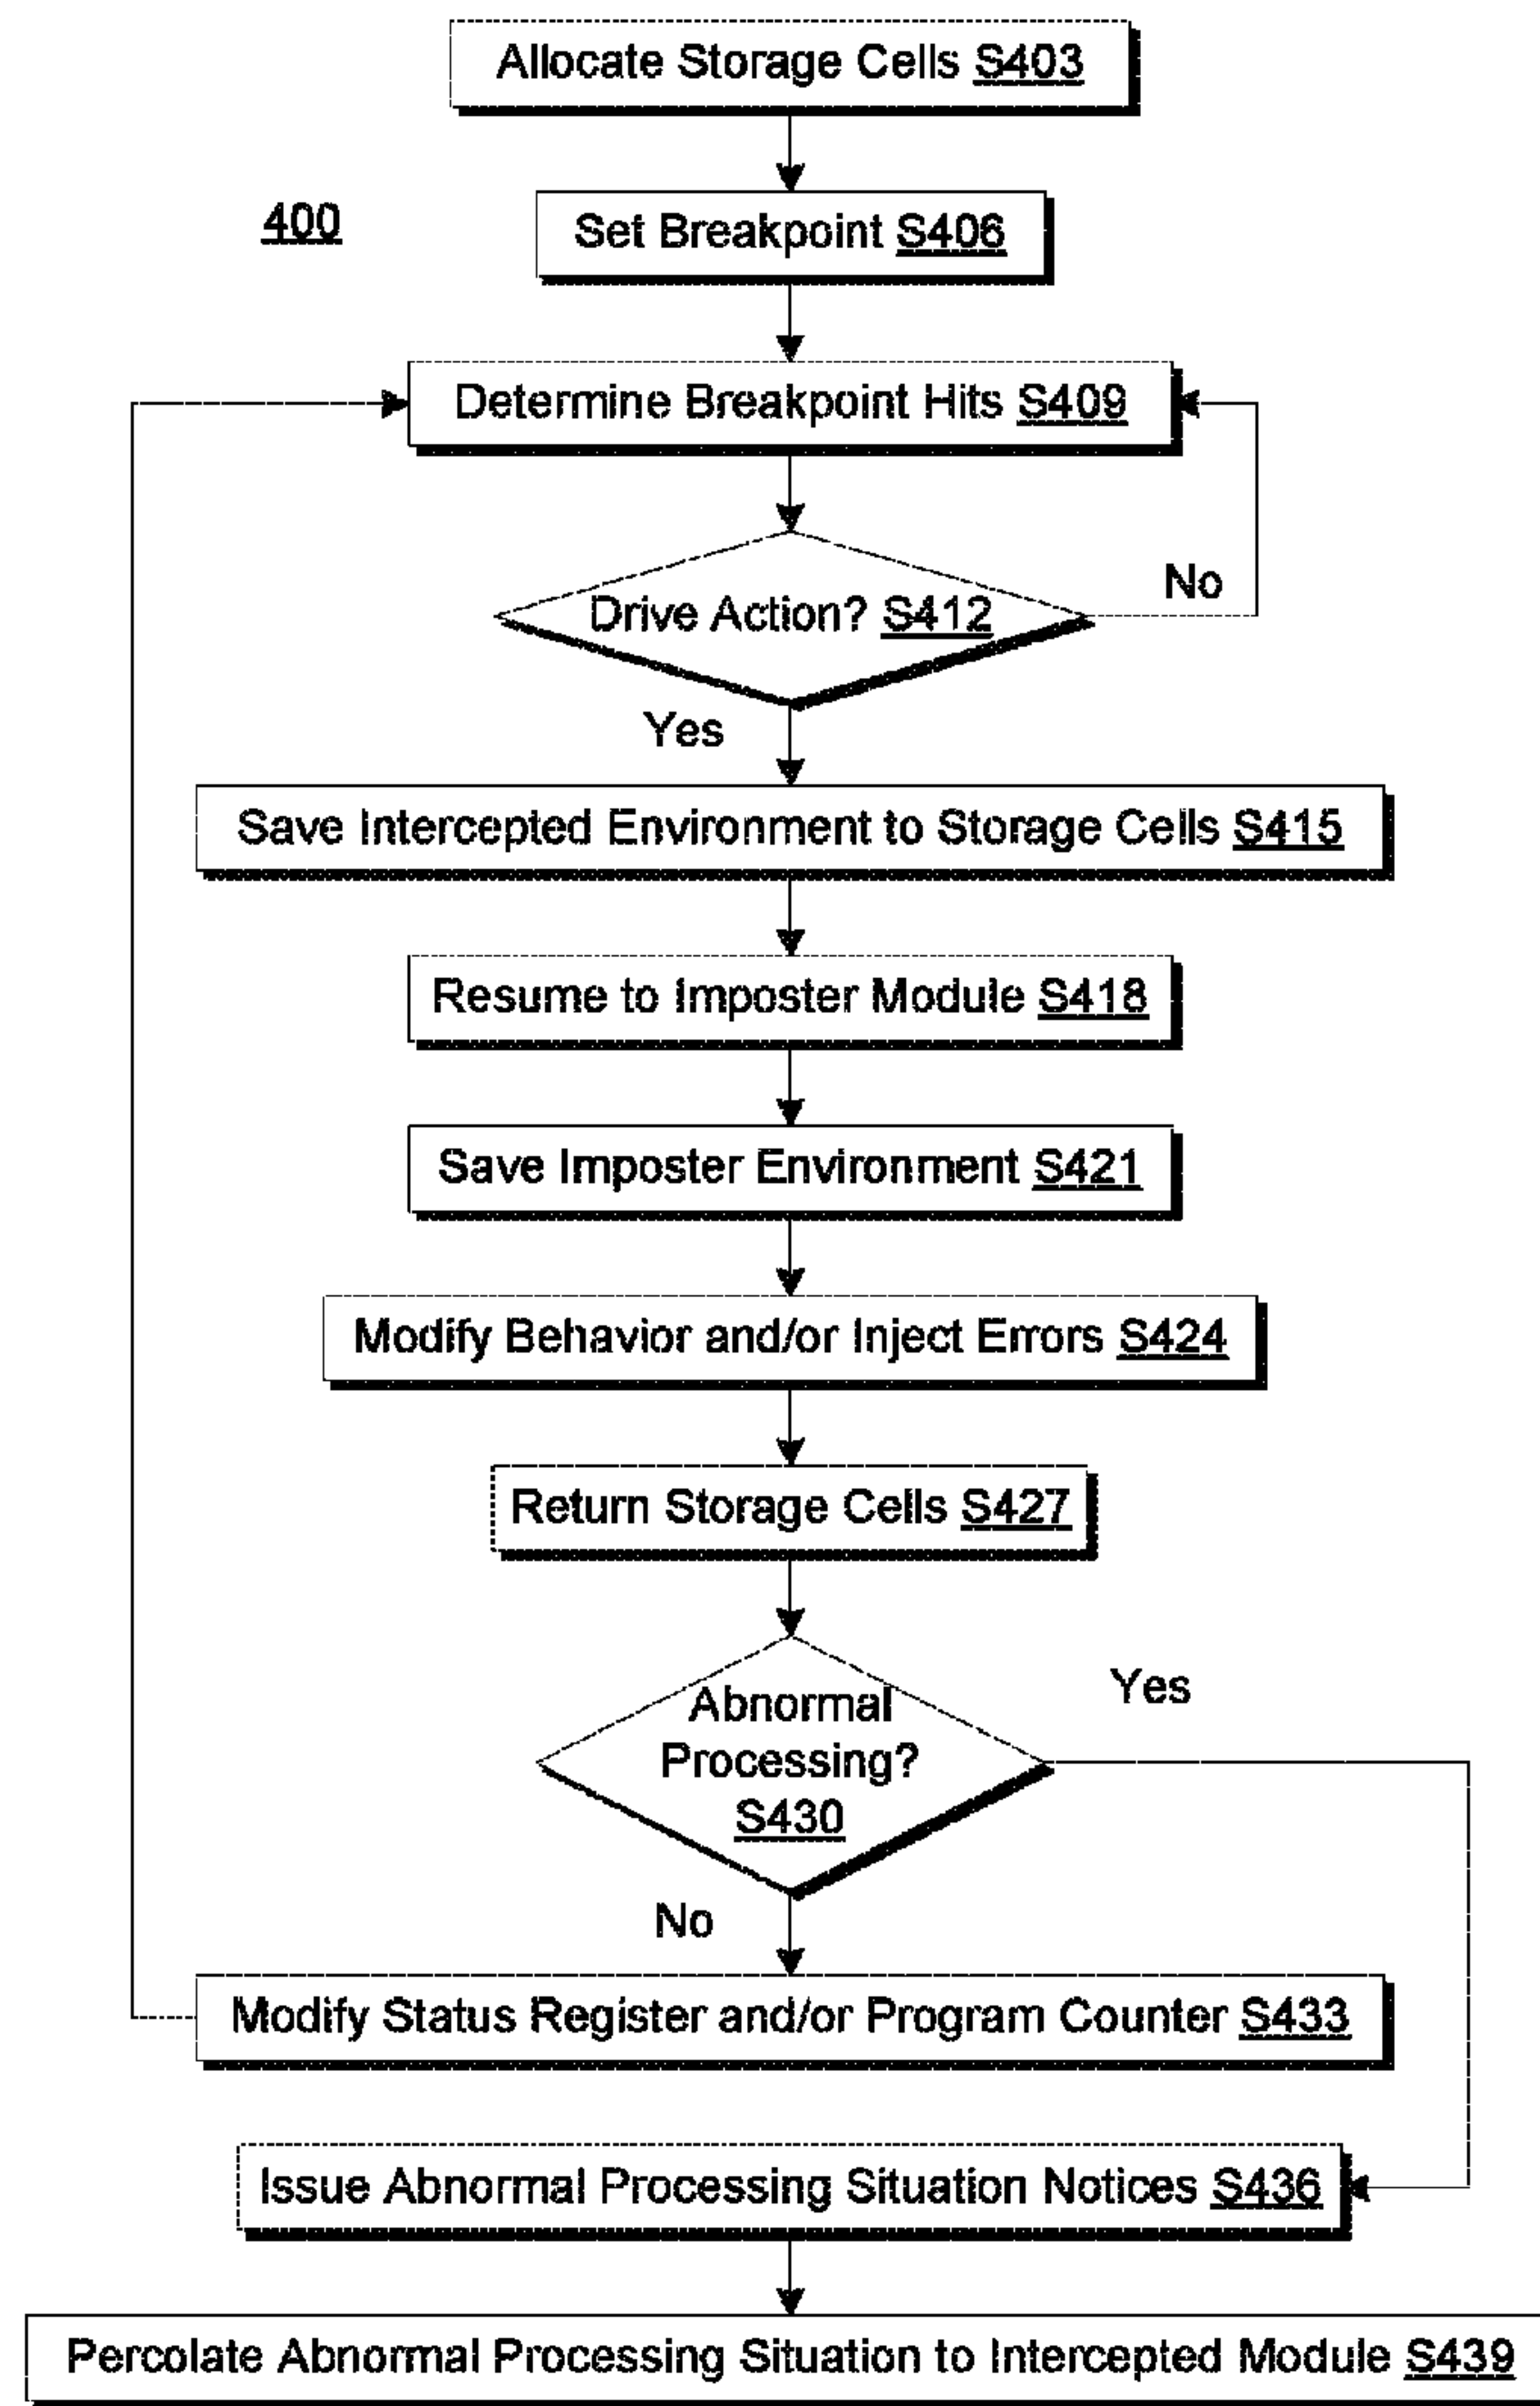 Allocate Storage Cells S403
400
Set Breakpoint S406
Determine Breakpoint Hits S409
No
Drive Action? S412
Yes
Save Intercepted Environment to Storage Cells S415
Resume to Imposter Module S418
Save Imposter Environment S421
Modify Behavior and/or Inject Errors S424
Return Storage Cells S427
Yes
Abnormal
Processing?
S430
No
Modify Status Register and/or Program Counter S433
Issue Abnormal Processing Situation Notices S436
Percolate Abnormal Processing Situation to Intercepted Module S439